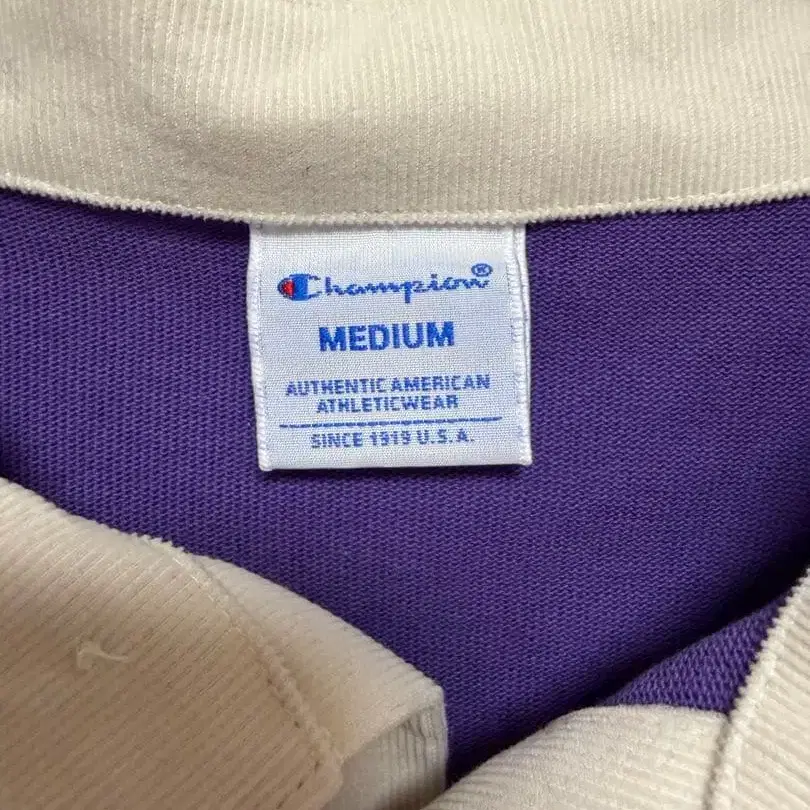 Champion®
MEDIUM
AUTHENTIC AMERICAN
ATHLETICWEAR
SINCE 1919 U.S.A.